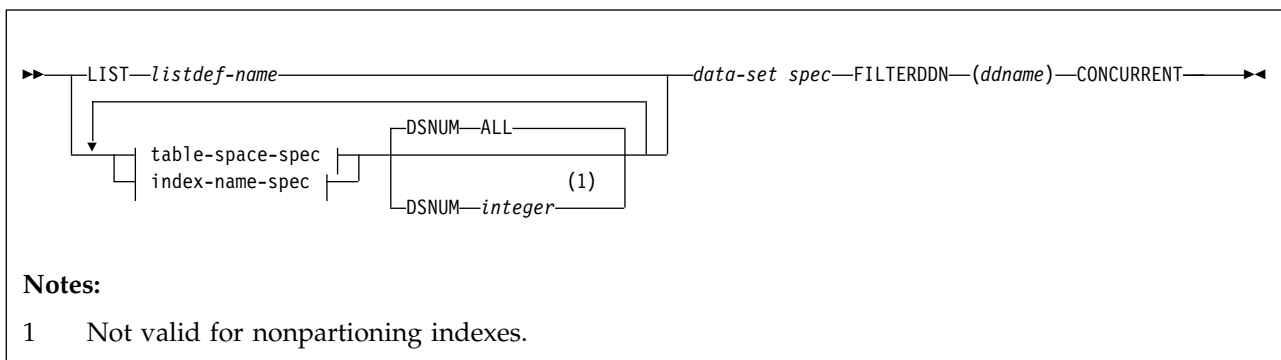 LIST listdef-name data-set spec FILTERDDN (ddname) CONCURRENT
DSNUM ALL
table-space-spec
index-name-spec (1)
DSNUM integer
Notes:
1 Not valid for nonpartioning indexes.